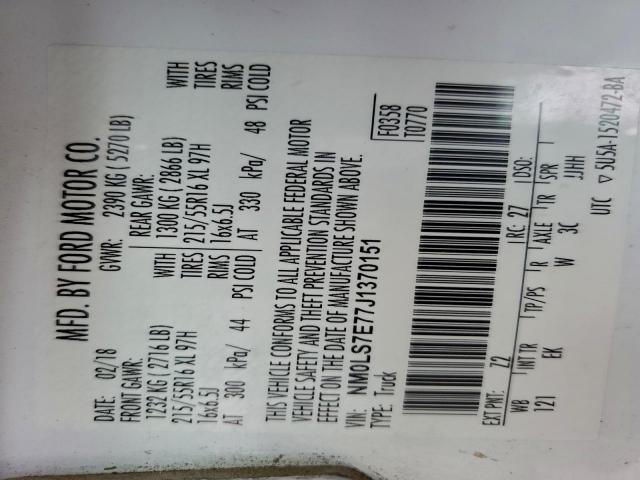 MFD. BY FORD MOTOR CO.
DATE: 02/18 GVWR: 2390 KG ( 5270 LB)
FRONT GAWR: REAR GAWR:
1232 KG ( 2716 LB) WITH 1300 KG ( 2866 LB) WITH
215/55R16 XL 97H TIRES 215/55R16 XL 97H TIRES
16x6.5J RIMS 16x6.5J RIMS
AT 300 kPa/ 44 PSI COLD AT 330 kPa/ 48 PSI COLD
THIS VEHICLE CONFORMS TO ALL APPLICABLE FEDERAL MOTOR
VEHICLE SAFETY AND THEFT PREVENTION STANDARDS IN
EFFECT ON THE DATE OF MANUFACTURE SHOWN ABOVE.
VIN: NM0LS7E77J1370151
TYPE: Truck
F0358
T0770
EXT PNT: Z2 RC: 27 DSO:
WB INT TR TP/PS R AXLE TR SPR
121 EK W 3C JJHH
UTC ▽ 5U5A-1520472-BA